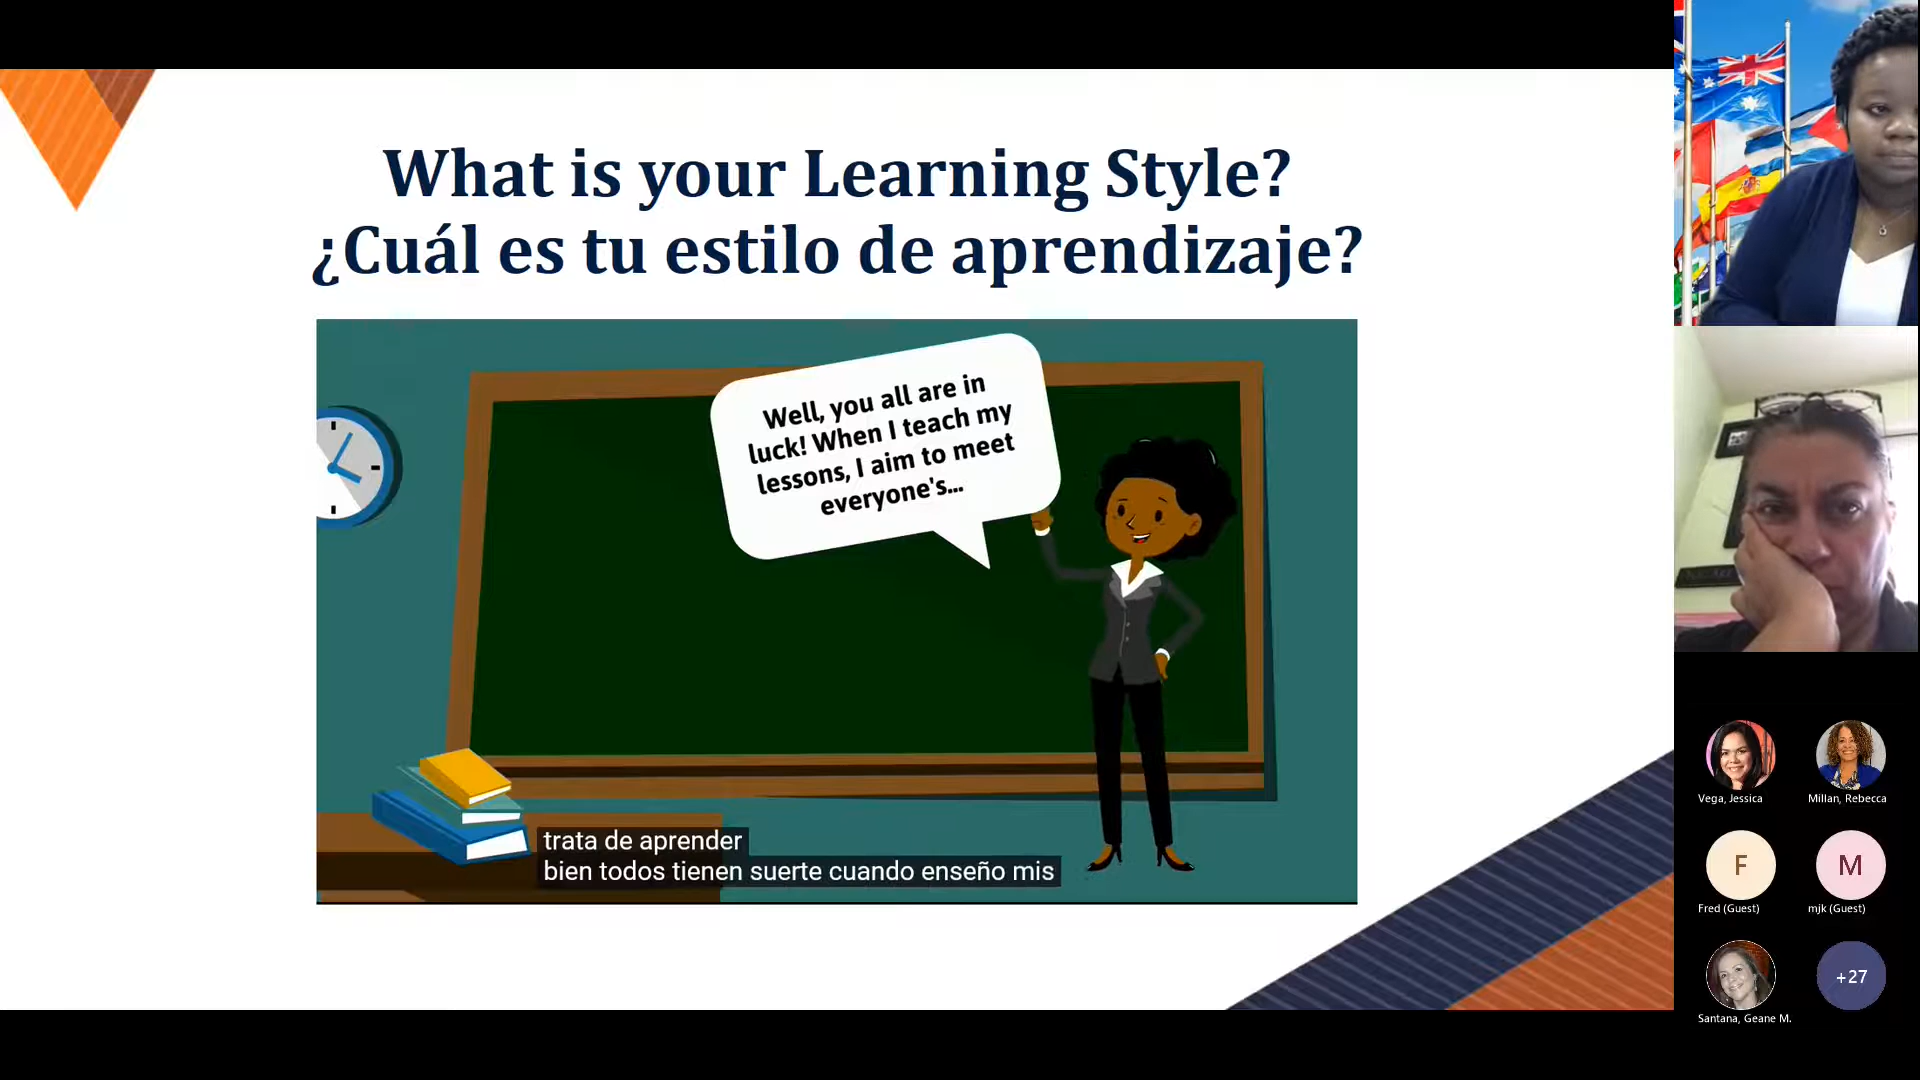 What is your Learning Style?
¿Cuál es tu estilo de aprendizaje?
Well, you all are in
luck! When I teach my
lessons, I aim to meet
everyone's...
trata de aprender
bien todos tienen suerte cuando enseño mis
Vega, Jessica
Millan, Rebecca
F
M
Fred (Guest)
mjk (Guest)
+27
Santana, Geane M.